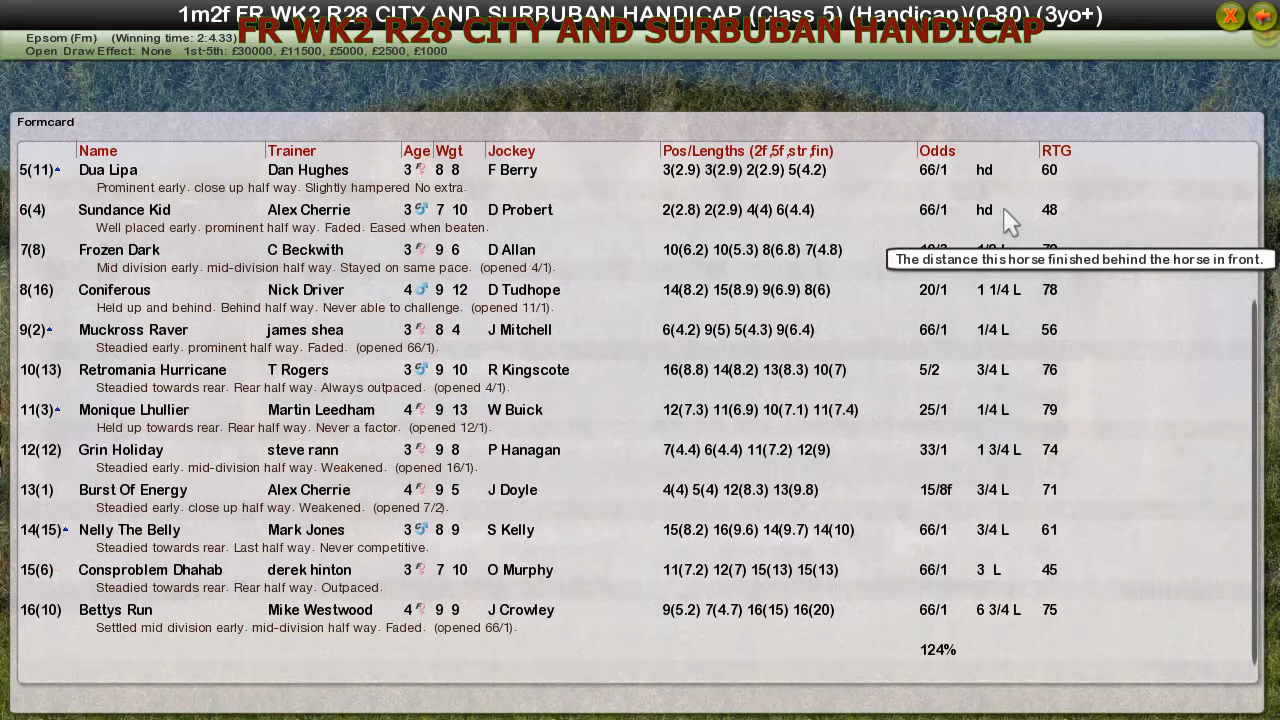 1m2f FR WK2 R28 CITY AND SURBUBAN HANDICAP (Class 5) (Handicap)(0-80) (3yo+)
FR WK2 R28 CITY AND SURBUBAN HANDICAP
Epsom (Fm) (Winning time: 2:4.33)
Open Draw Effect: None 1st-5th: £30000, £11500, £5000, £2500, £1000
Formcard
Name Trainer Age Wgt Jockey Pos/Lengths (2f,5f,str,fin) Odds RTG
5(11) Dua Lipa Dan Hughes 3 8 8 F Berry 3(2.9) 3(2.9) 2(2.9) 5(4.2) 66/1 hd 60
Prominent early. close up half way. Slightly hampered No extra.
6(4) Sundance Kid Alex Cherrie 3 7 10 D Probert 2(2.8) 2(2.9) 4(4) 6(4.4) 66/1 hd 48
Well placed early. prominent half way. Faded. Eased when beaten.
7(8) Frozen Dark C Beckwith 3 9 6 D Allan 10(6.2) 10(5.3) 8(6.8) 7(4.8)
The distance this horse finished behind the horse in front.
Mid division early. mid-division half way. Stayed on same pace. (opened 4/1).
8(16) Coniferous Nick Driver 4 9 12 D Tudhope 14(8.2) 15(8.9) 9(6.9) 8(6) 20/1 1 1/4 L 78
Held up and behind. Behind half way. Never able to challenge. (opened 11/1).
9(2) Muckross Raver james shea 3 8 4 J Mitchell 6(4.2) 9(5) 5(4.3) 9(6.4) 66/1 1/4 L 56
Steadied early. prominent half way. Faded. (opened 66/1).
10(13) Retromania Hurricane T Rogers 3 9 10 R Kingscote 16(8.8) 14(8.2) 13(8.3) 10(7) 5/2 3/4 L 76
Steadied towards rear. Rear half way. Always outpaced. (opened 4/1).
11(3) Monique Lhullier Martin Leedham 4 9 13 W Buick 12(7.3) 11(6.9) 10(7.1) 11(7.4) 25/1 1/4 L 79
Held up towards rear. Rear half way. Never a factor. (opened 12/1).
12(12) Grin Holiday steve rann 3 9 8 P Hanagan 7(4.4) 6(4.4) 11(7.2) 12(9) 33/1 1 3/4 L 74
Steadied early. mid-division half way. Weakened. (opened 16/1).
13(1) Burst Of Energy Alex Cherrie 4 9 5 J Doyle 4(4) 5(4) 12(8.3) 13(9.8) 15/8f 3/4 L 71
Steadied early. close up half way. Weakened. (opened 7/2).
14(15) Nelly The Belly Mark Jones 3 8 9 S Kelly 15(8.2) 16(9.6) 14(9.7) 14(10) 66/1 3/4 L 61
Steadied towards rear. Last half way. Never competitive.
15(6) Consproblem Dhahab derek hinton 3 7 10 O Murphy 11(7.2) 12(7) 15(13) 15(13) 66/1 3 L 45
Steadied towards rear. Rear half way. Outpaced.
16(10) Bettys Run Mike Westwood 4 9 9 J Crowley 9(5.2) 7(4.7) 16(15) 16(20) 66/1 6 3/4 L 75
Settled mid division early. mid-division half way. Faded. (opened 66/1).
124%